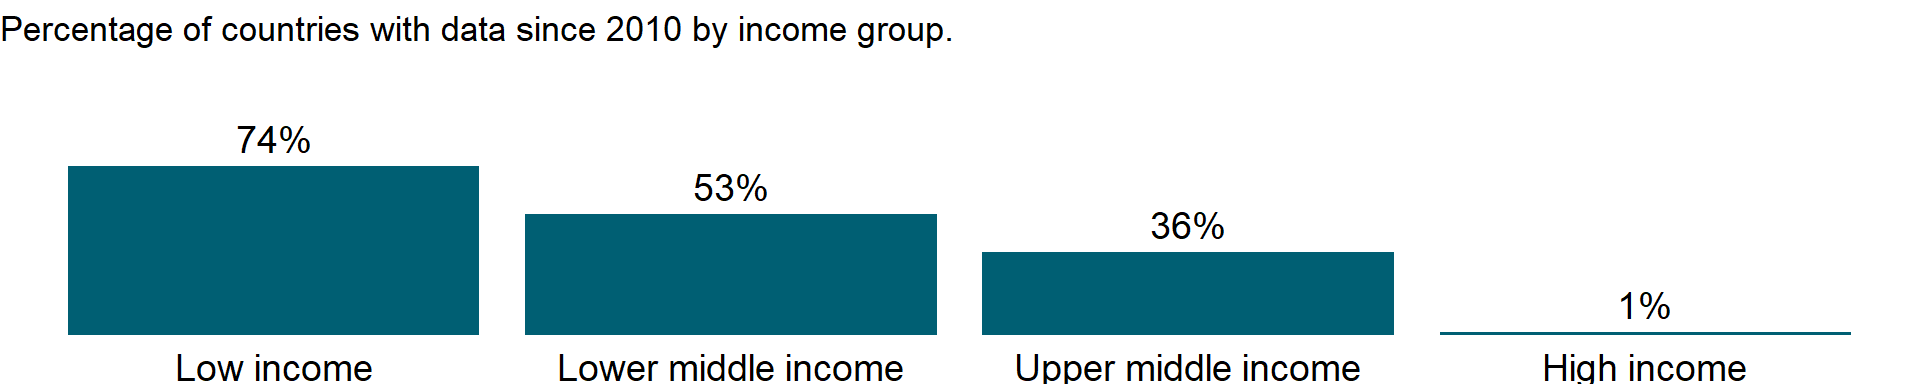 Percentage of countries with data since 2010 by income group.
74%
53%
36%
1%
Low income
Lower middle income
Upper middle income
High income